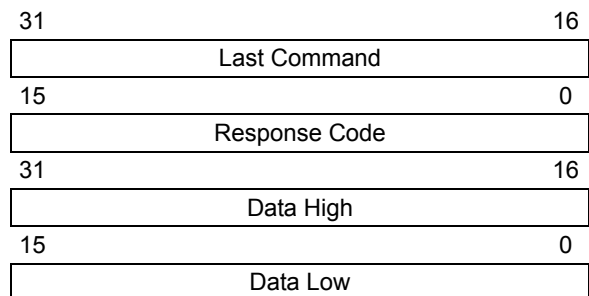 31 16
Last Command
15 0
Response Code
31 16
Data High
15 0
Data Low